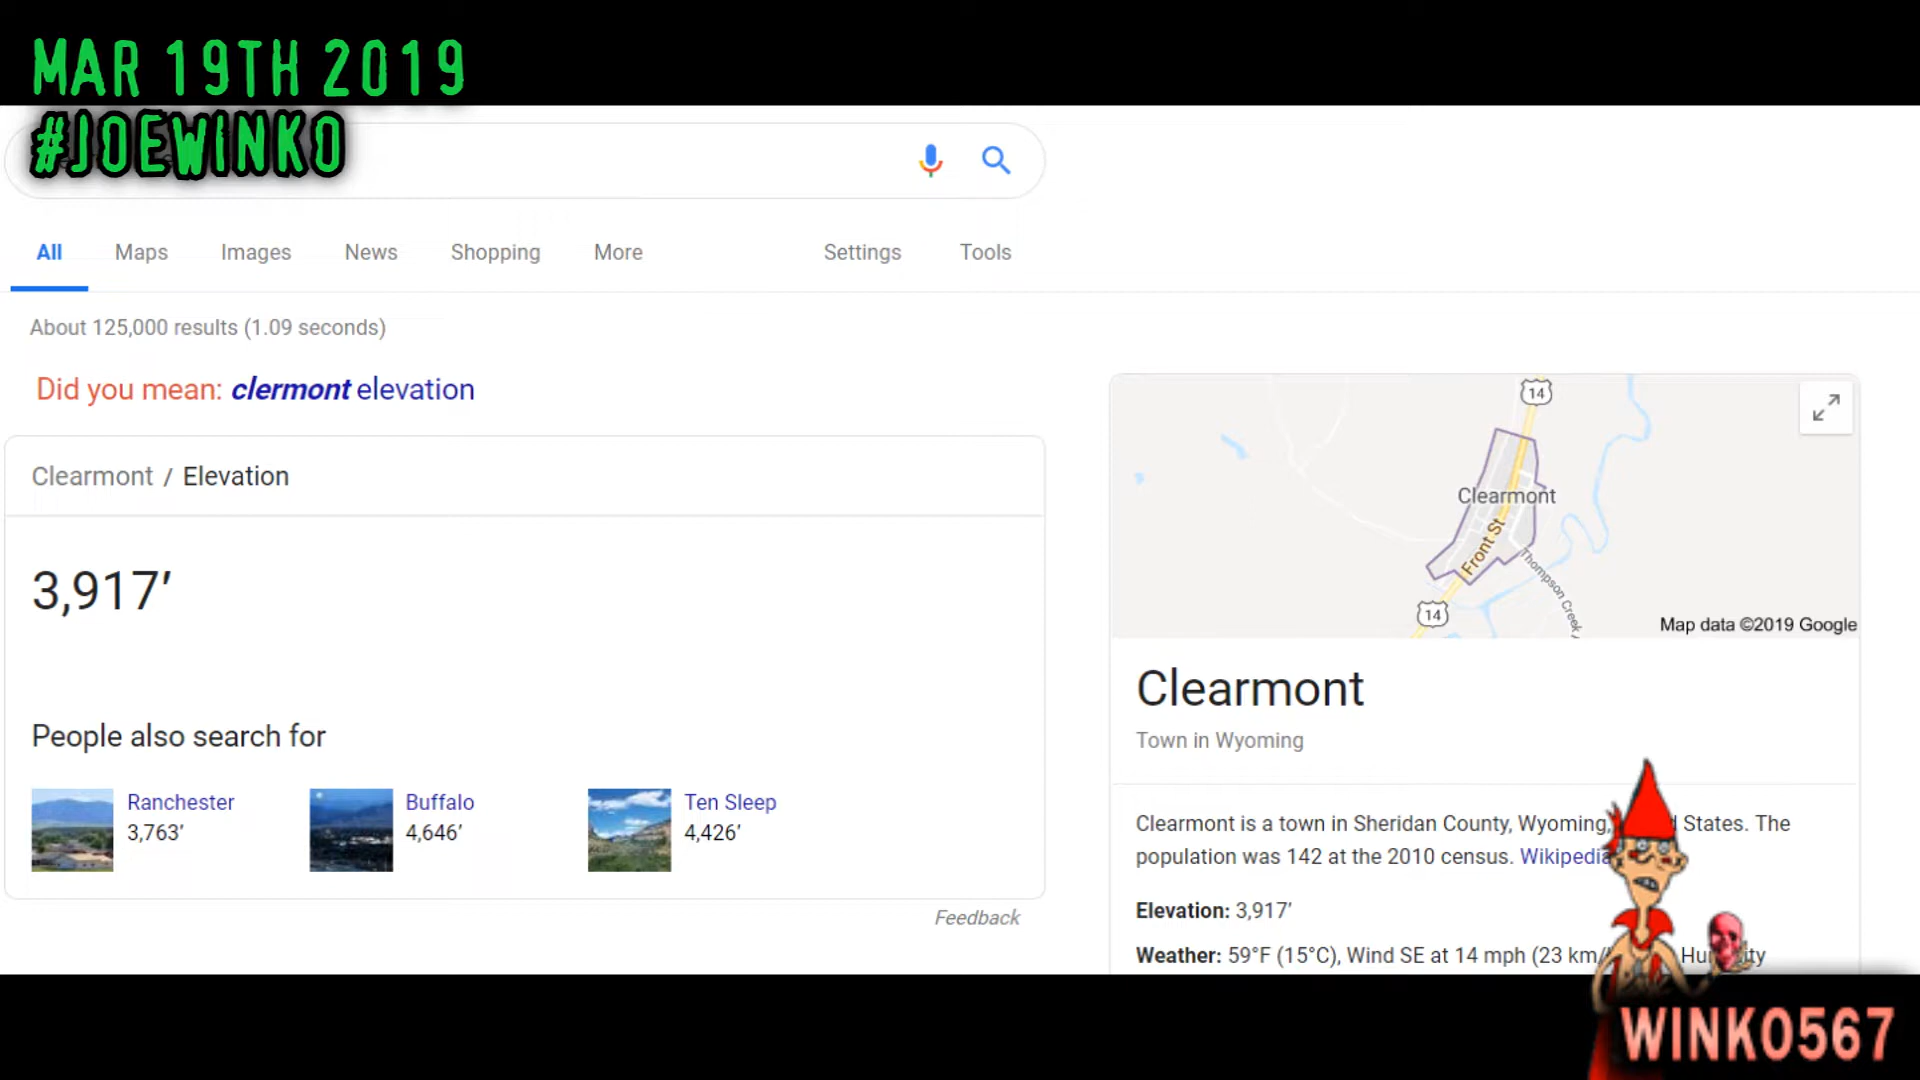 MAR 19TH 2019
#JOEWINKO
All Maps Images News Shopping More Settings Tools
About 125,000 results (1.09 seconds)
Did you mean: clermont elevation
Clearmont / Elevation
3,917′
People also search for
Ranchester
3,763′
Buffalo
4,646′
Ten Sleep
4,426′
Feedback
14
Clearmont
Front St
Thompson Creek
14
Map data ©2019 Google
Clearmont
Town in Wyoming
Clearmont is a town in Sheridan County, Wyoming, States. The
population was 142 at the 2010 census. Wikipedia
Elevation: 3,917′
Weather: 59°F (15°C), Wind SE at 14 mph (23 km/
WINKO567